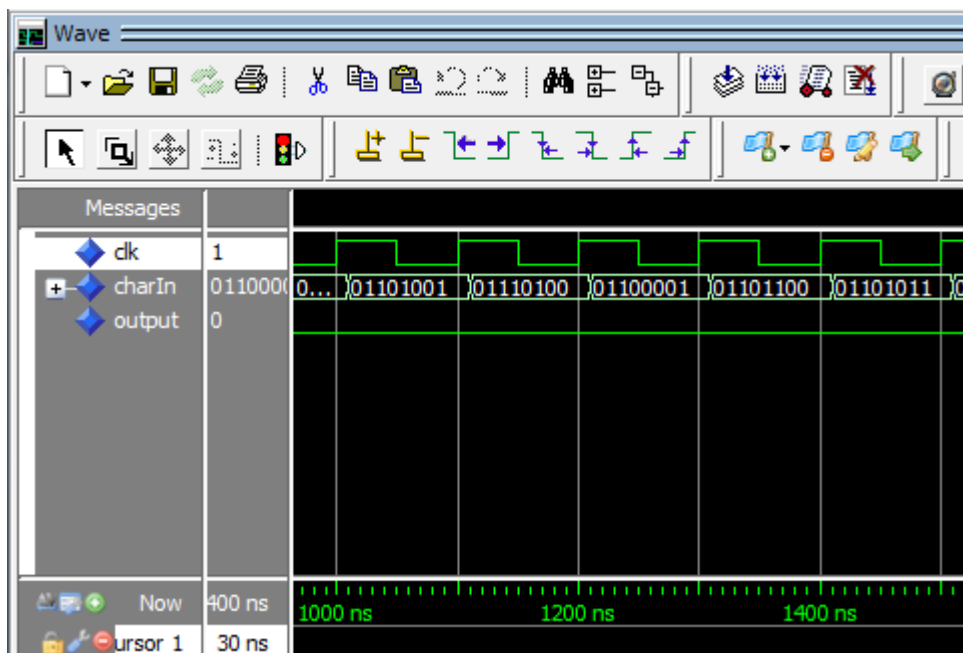 Wave
Messages
clk 1
charIn 0110000 0... 01101001 01110100 01100001 01101100 01101011
output 0
Now 400 ns 1000 ns 1200 ns 1400 ns
ursor 1 30 ns